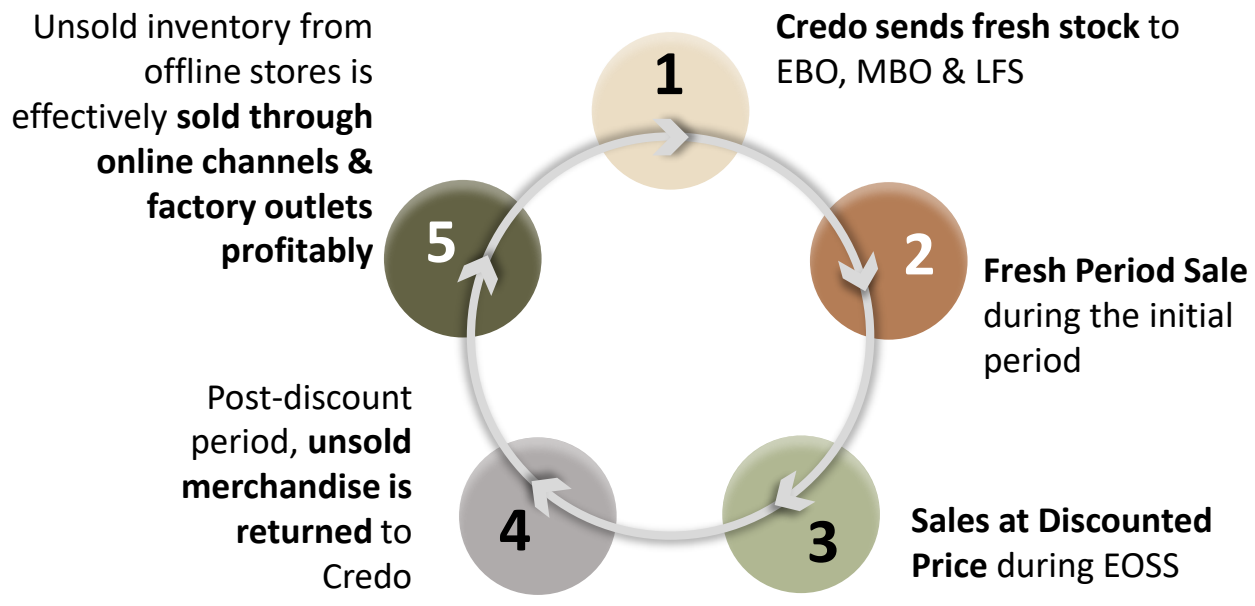 1
Credo sends fresh stock to
EBO, MBO & LFS
2
Fresh Period Sale
during the initial
period
3
Sales at Discounted
Price during EOSS
4
Post-discount
period, unsold
merchandise is
returned to
Credo
5
Unsold inventory from
offline stores is
effectively sold through
online channels &
factory outlets
profitably